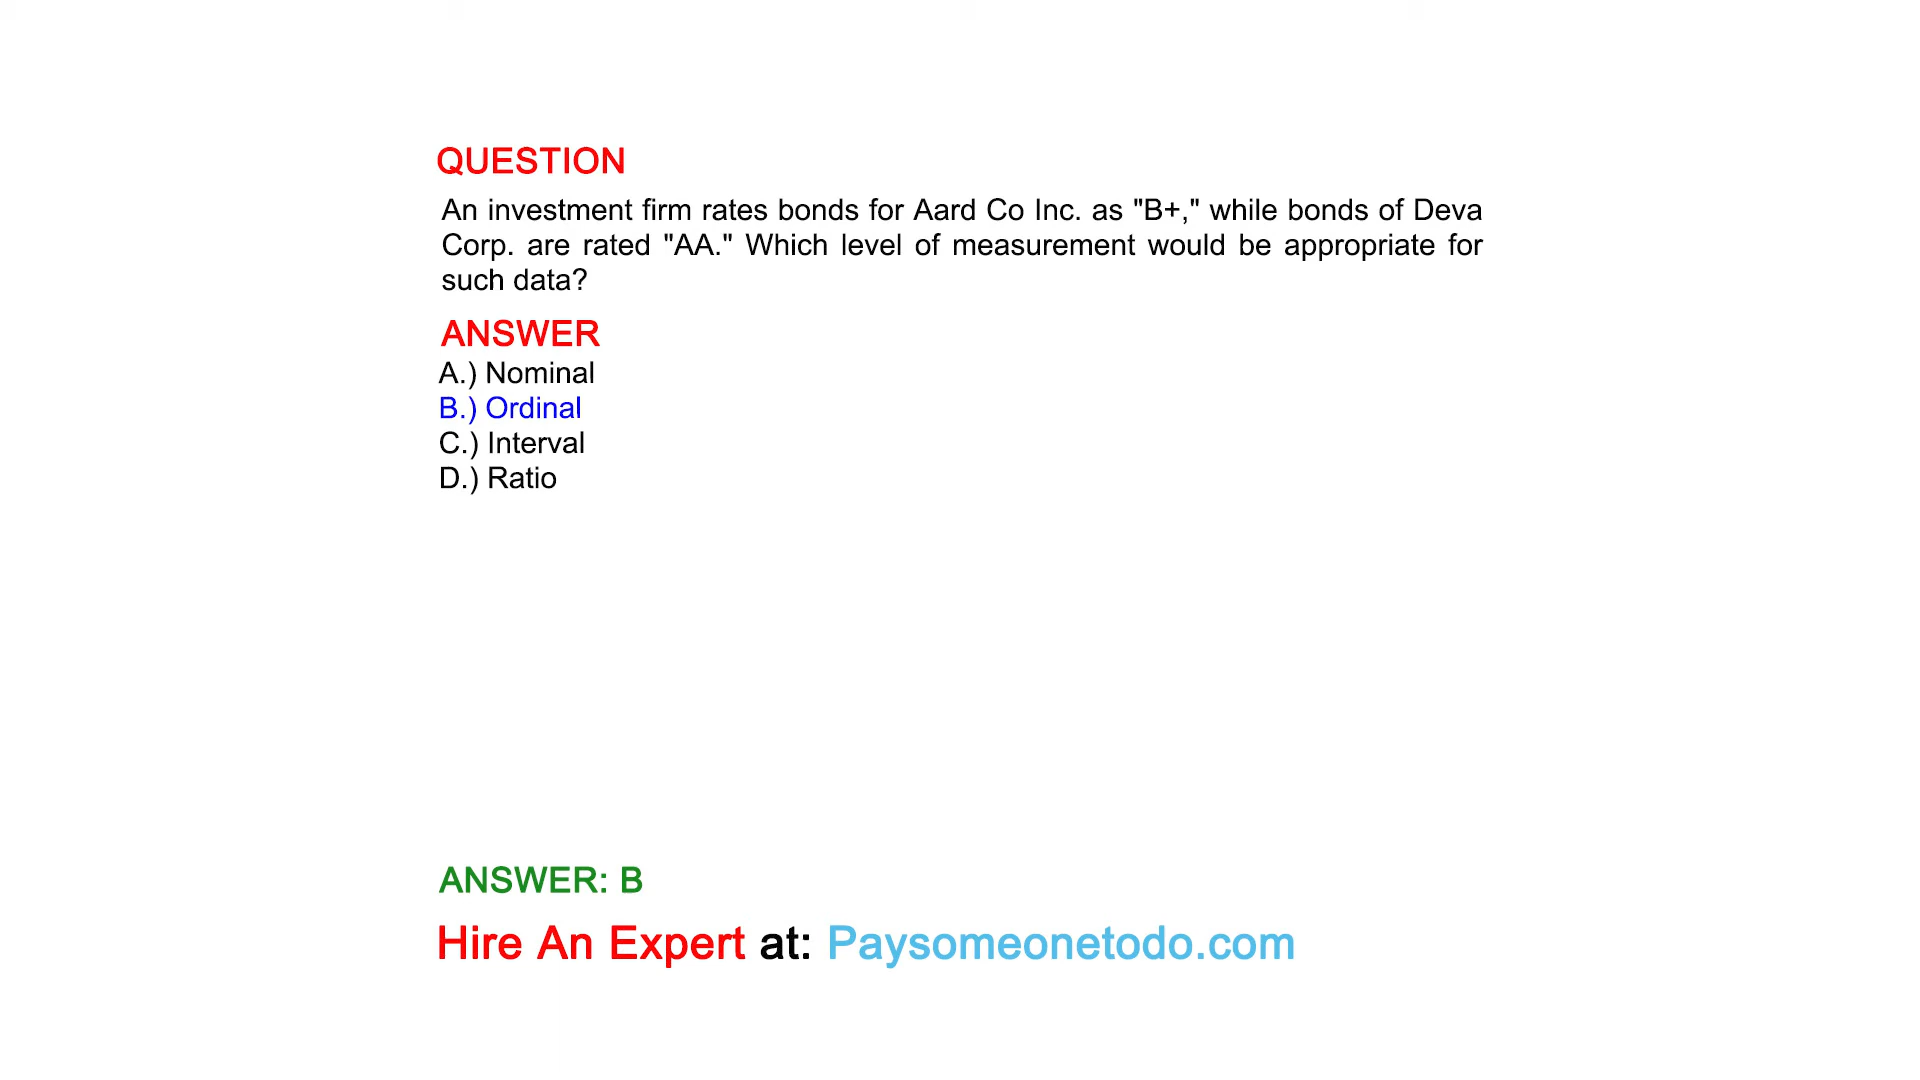 QUESTION
An investment firm rates bonds for Aard Co Inc. as "B+," while bonds of Deva
Corp. are rated "AA." Which level of measurement would be appropriate for
such data?
ANSWER
A.) Nominal
B.) Ordinal
C.) Interval
D.) Ratio
ANSWER: B
Hire An Expert at: Paysomeonetodo.com